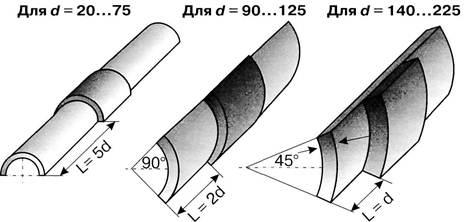 Для d = 20...75
Для d = 90...125
Для d = 140...225
L = 5d
90°
L = 2d
45°
L = d